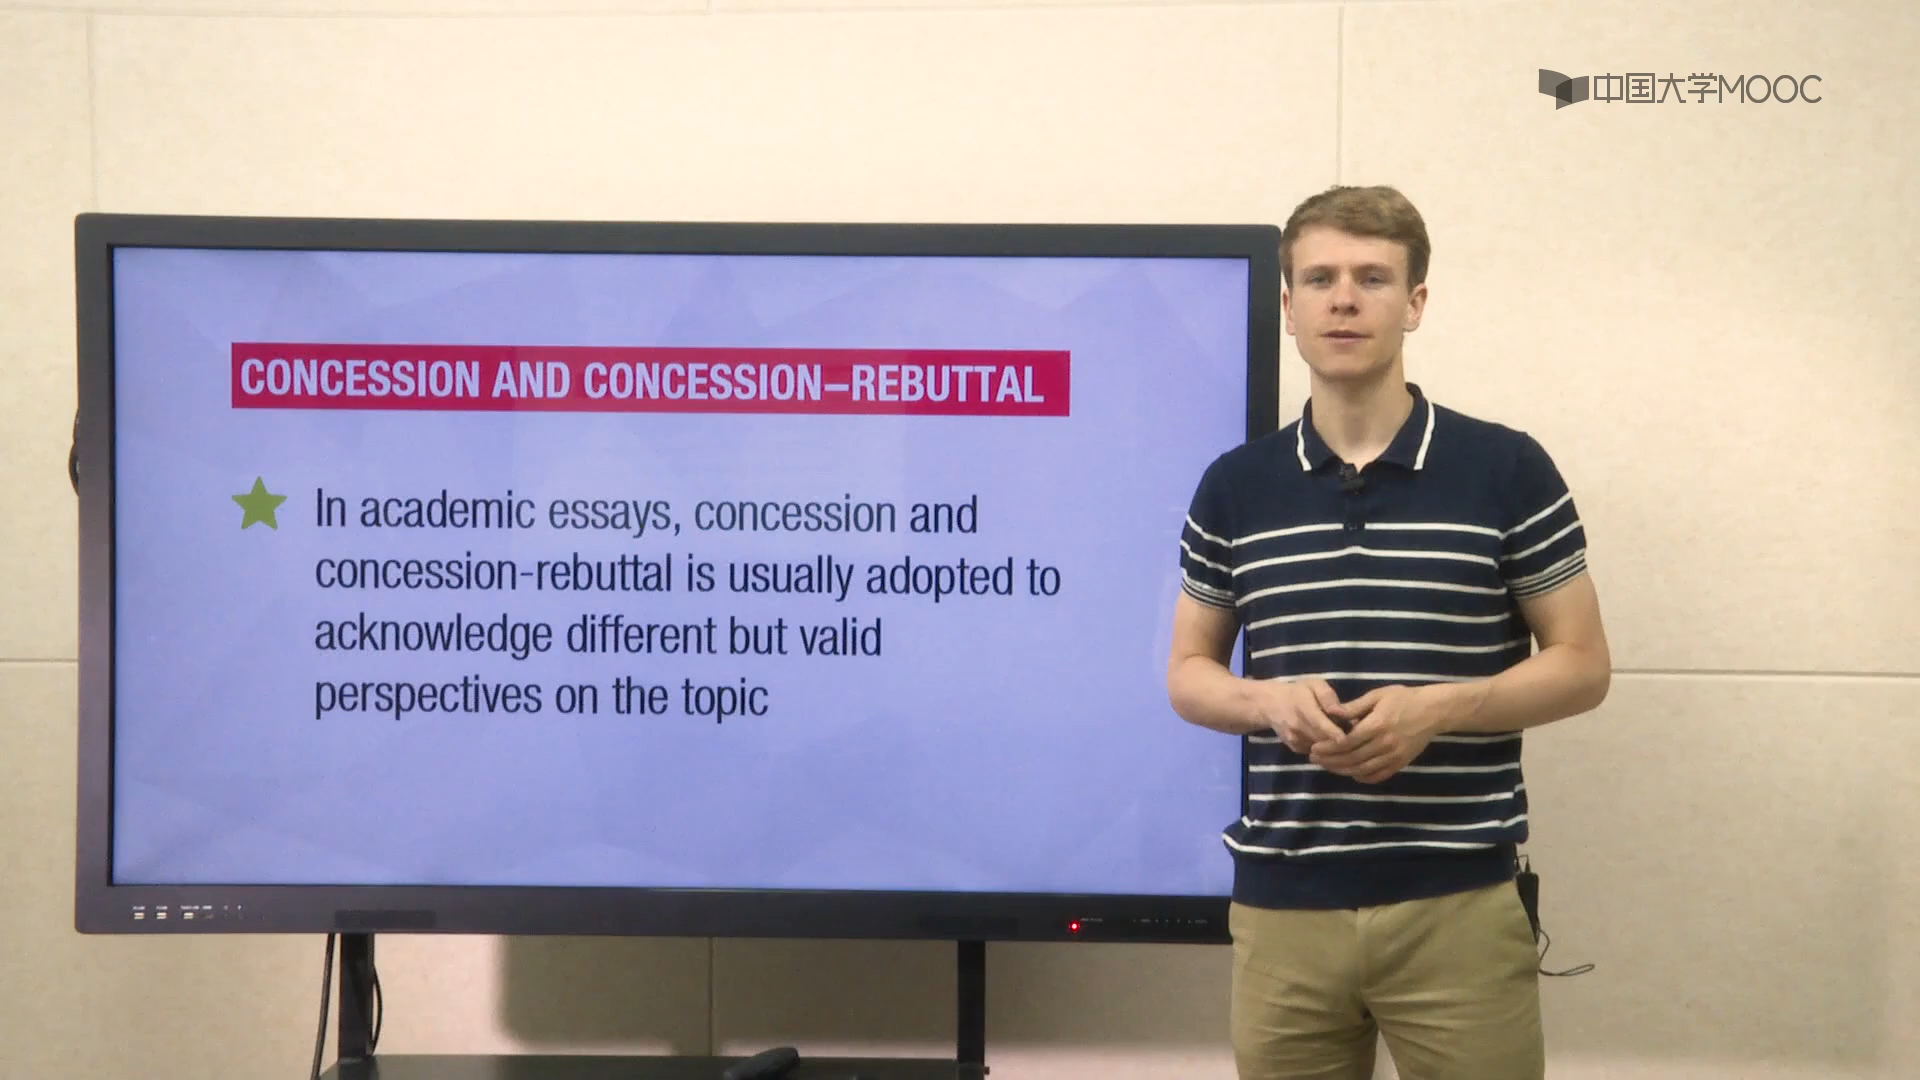 中国大学MOOC
CONCESSION AND CONCESSION–REBUTTAL
In academic essays, concession and
concession-rebuttal is usually adopted to
acknowledge different but valid
perspectives on the topic